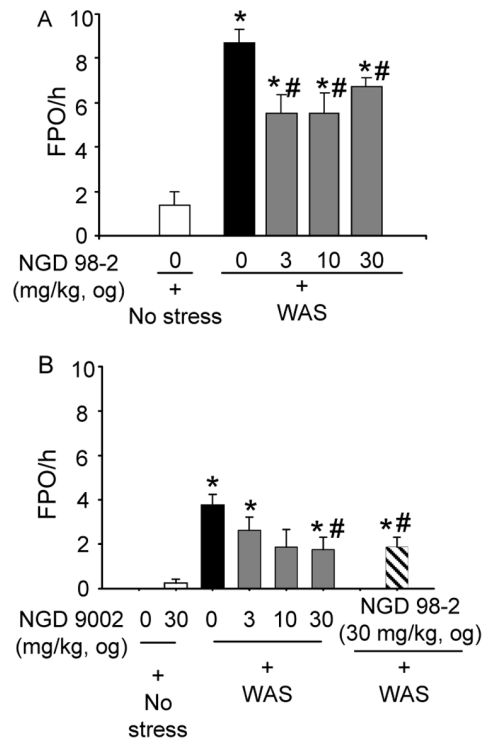 A
10
8
6
4
2
0
FPO/h
*
*# *# *#
NGD 98-2 0 0 3 10 30
(mg/kg, og) + +
No stress WAS
B
10
8
6
4
2
0
FPO/h
* * *# *#
NGD 9002 0 30 0 3 10 30 NGD 98-2
(mg/kg, og) (30 mg/kg, og)
+ + +
No WAS WAS
stress